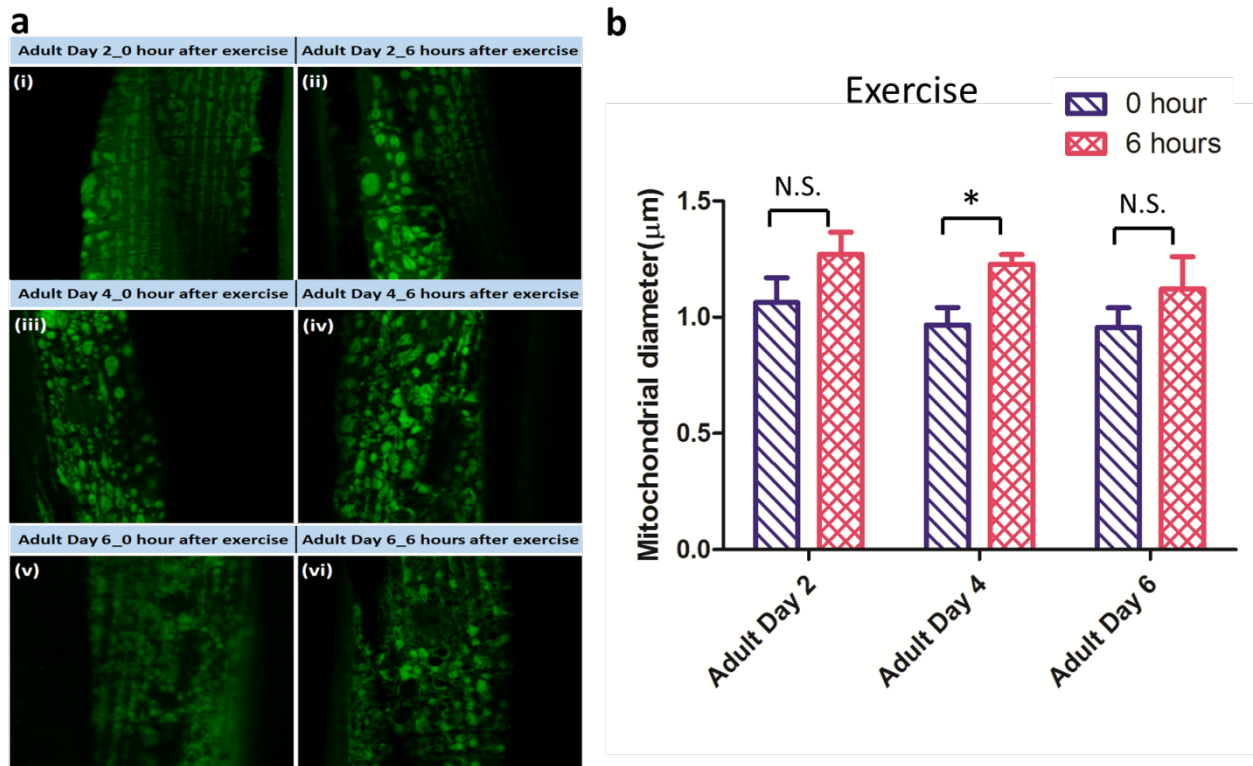 a
Adult Day 2_0 hour after exercise
Adult Day 2_6 hours after exercise
(i)
(ii)
Adult Day 4_0 hour after exercise
Adult Day 4_6 hours after exercise
(iii)
(iv)
Adult Day 6_0 hour after exercise
Adult Day 6_6 hours after exercise
(v)
(vi)
b
Exercise
0 hour
6 hours
Mitochondrial diameter(μm)
1.5
1.0
0.5
0.0
N.S.
*
N.S.
Adult Day 2
Adult Day 4
Adult Day 6